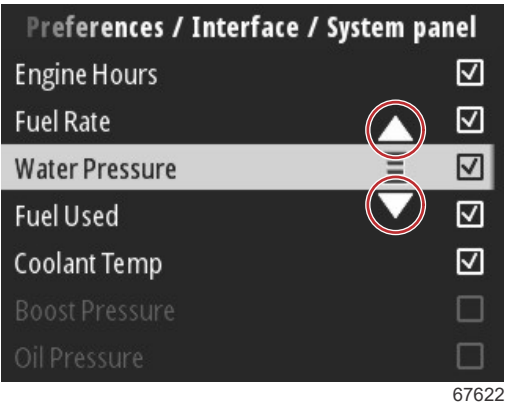 Preferences / Interface / System panel
Engine Hours
Fuel Rate
Water Pressure
Fuel Used
Coolant Temp
Boost Pressure
Oil Pressure
67622